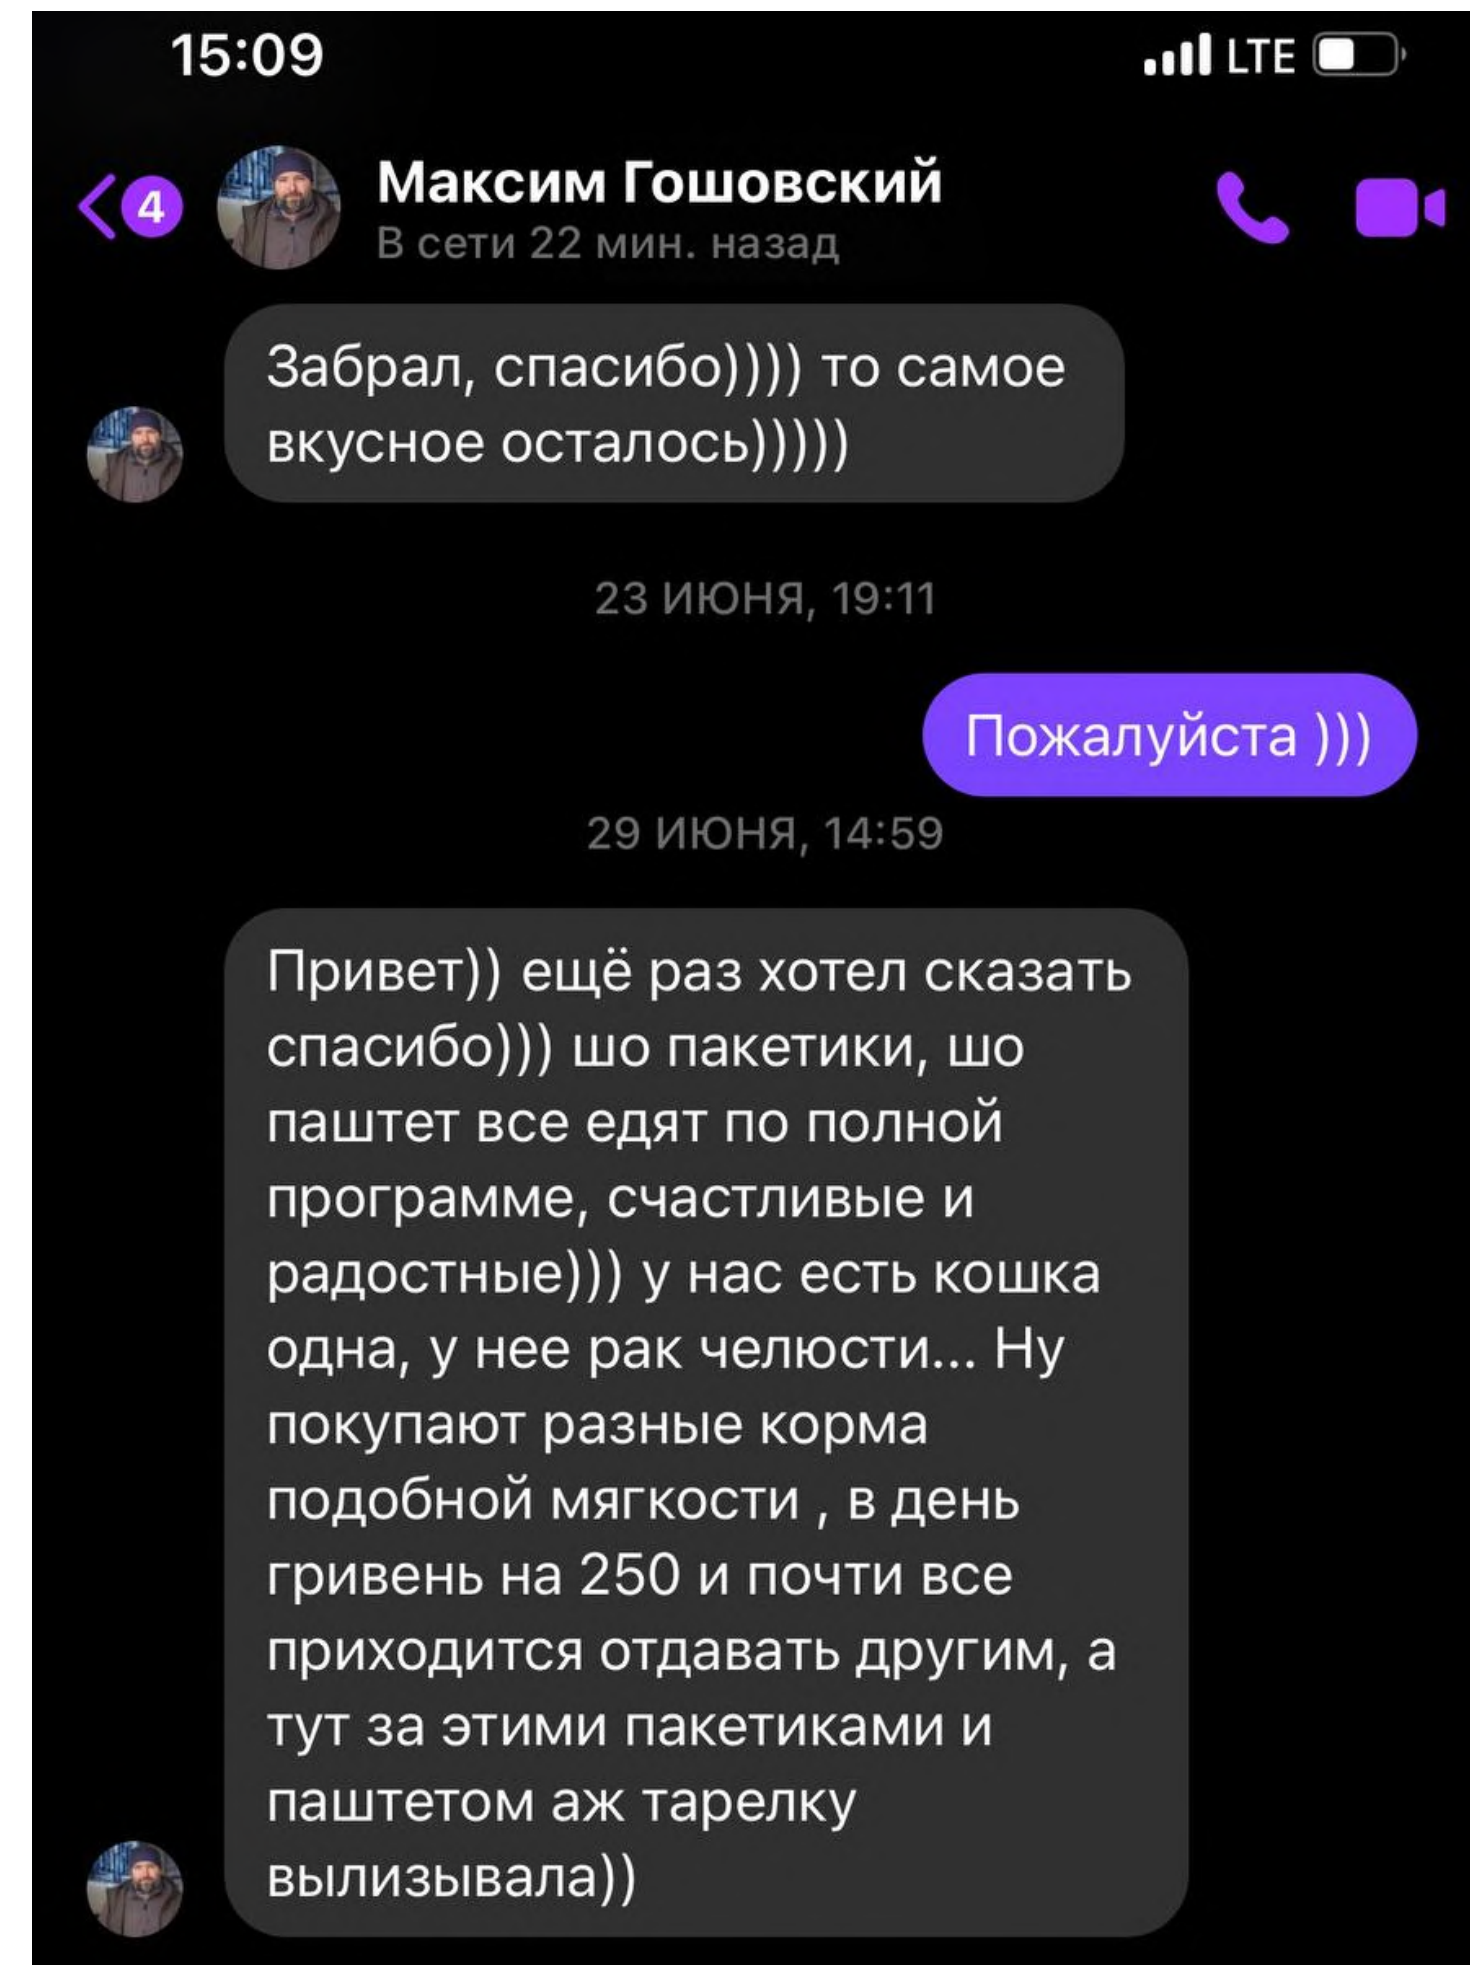 15:09
LTE
4
Максим Гошовский
В сети 22 мин. назад
Забрал, спасибо)))) то самое
вкусное осталось)))))
23 ИЮНЯ, 19:11
Пожалуйста )))
29 ИЮНЯ, 14:59
Привет)) ещё раз хотел сказать
спасибо))) шо пакетики, шо
паштет все едят по полной
программе, счастливые и
радостные))) у нас есть кошка
одна, у нее рак челюсти... Ну
покупают разные корма
подобной мягкости , в день
гривень на 250 и почти все
приходится отдавать другим, а
тут за этими пакетиками и
паштетом аж тарелку
вылизывала))